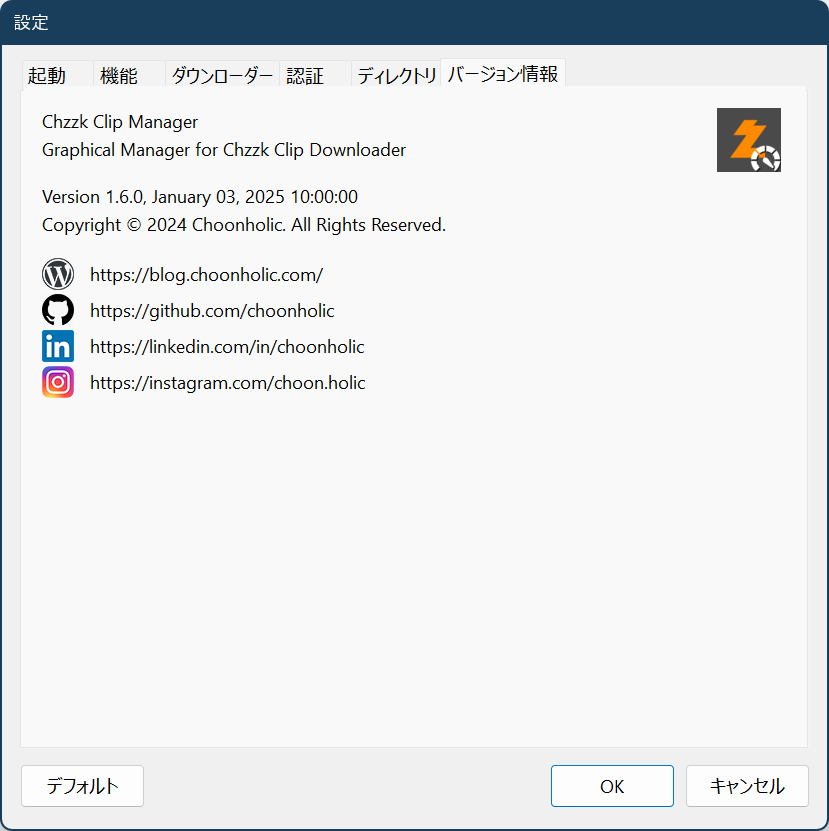 設定
起動 機能 ダウンローダー 認証 ディレクトリ バージョン情報
Chzzk Clip Manager
Graphical Manager for Chzzk Clip Downloader
Version 1.6.0, January 03, 2025 10:00:00
Copyright © 2024 Choonholic. All Rights Reserved.
https://blog.choonholic.com/
https://github.com/choonholic
https://linkedin.com/in/choonholic
https://instagram.com/choon.holic
デフォルト OK キャンセル